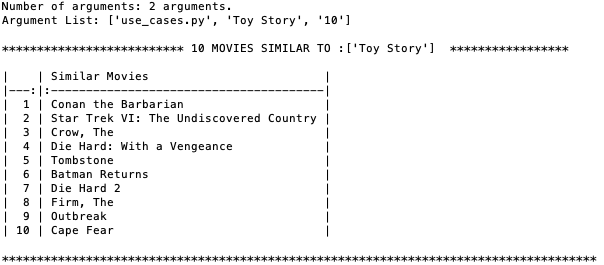 Number of arguments: 2 arguments.
Argument List: ['use_cases.py', 'Toy Story', '10']
************************** 10 MOVIES SIMILAR TO :['Toy Story']  *****************
|    | Similar Movies                        |
|---:|:--------------------------------------|
|  1 | Conan the Barbarian                   |
|  2 | Star Trek VI: The Undiscovered Country |
|  3 | Crow, The                             |
|  4 | Die Hard: With a Vengeance            |
|  5 | Tombstone                             |
|  6 | Batman Returns                        |
|  7 | Die Hard 2                            |
|  8 | Firm, The                             |
|  9 | Outbreak                              |
| 10 | Cape Fear                             |
*************************************************************************************